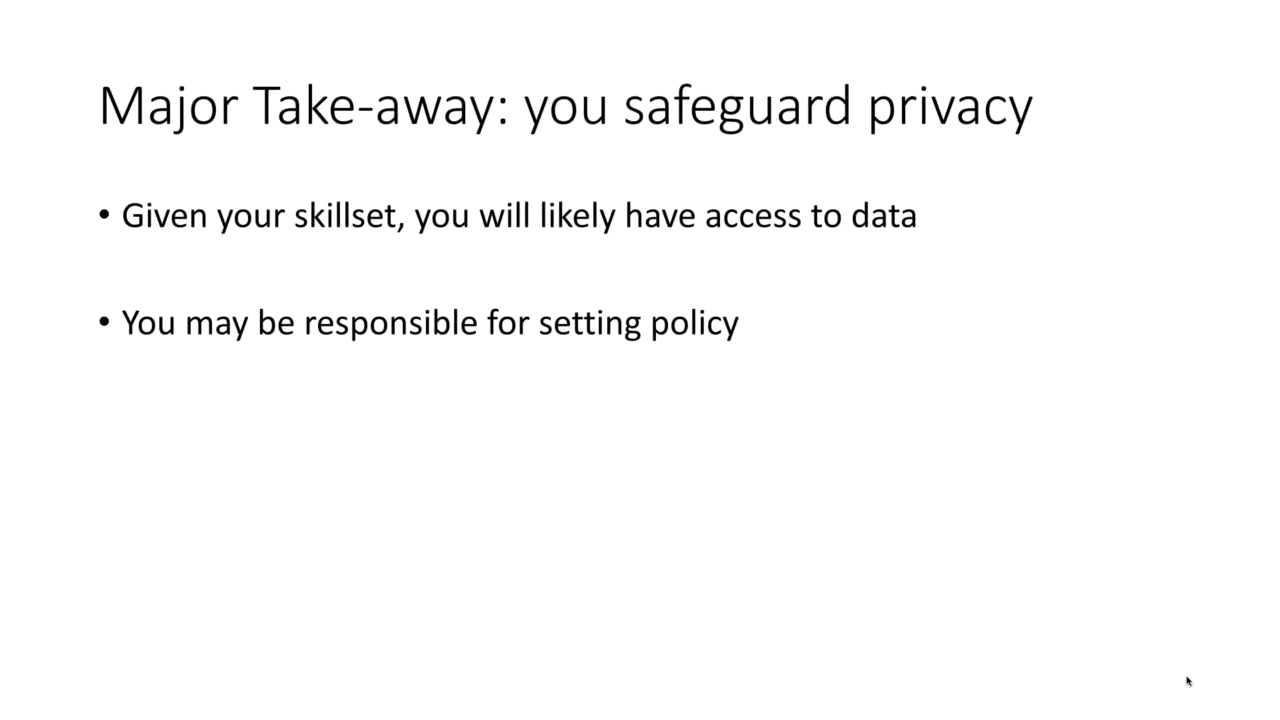 Major Take-away: you safeguard privacy
• Given your skillset, you will likely have access to data
• You may be responsible for setting policy